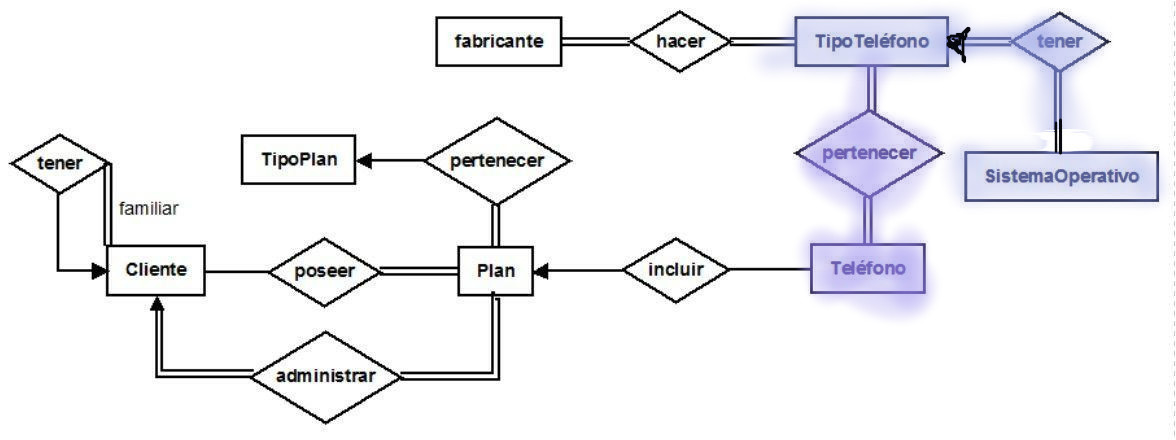 fabricante
hacer
TipoTeléfono
tener
tener
TipoPlan
pertenecer
pertenecer
SistemaOperativo
familiar
Cliente
poseer
Plan
incluir
Teléfono
administrar